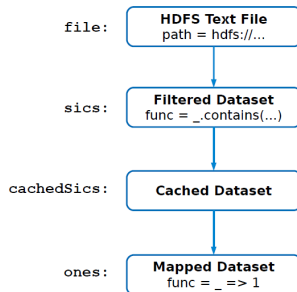 file:
HDFS Text File
path = hdfs://...
sics:
Filtered Dataset
func = _.contains(...)
cachedSics:
Cached Dataset
ones:
Mapped Dataset
func = _ => 1